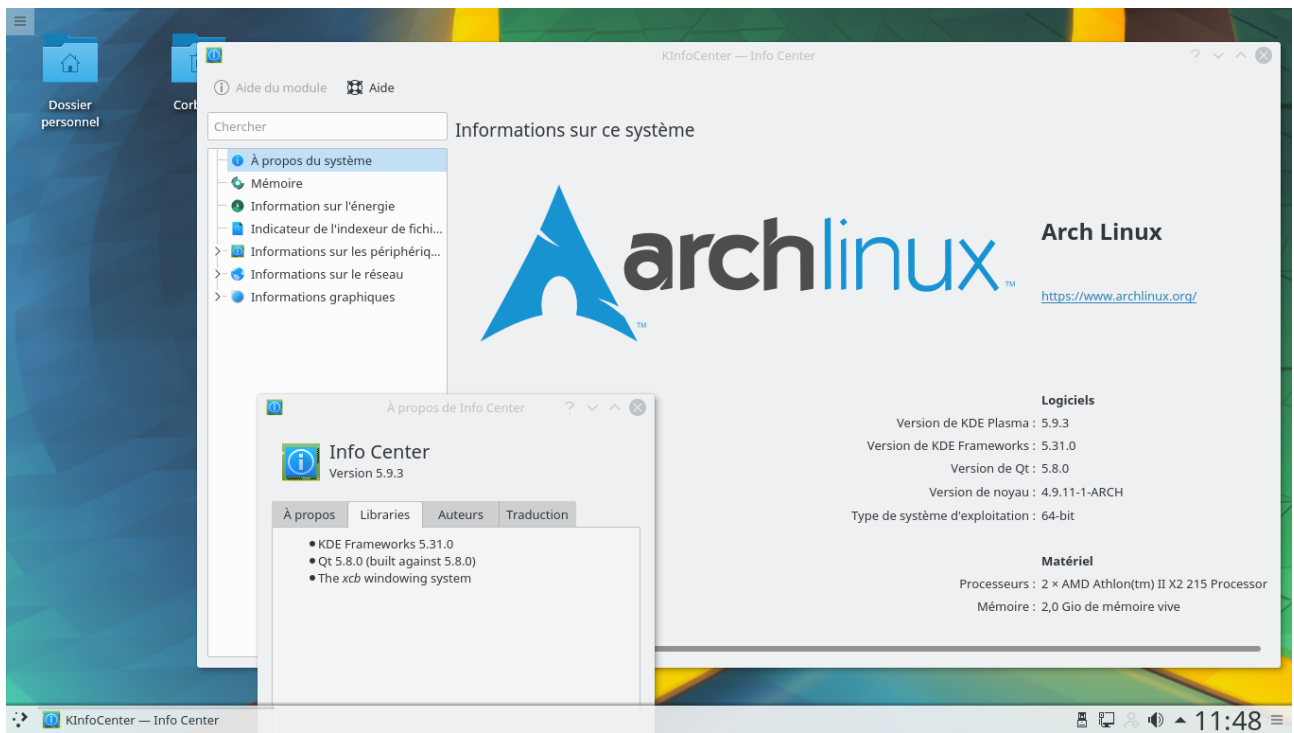 Dossier
personnel
Corb
KInfoCenter — Info Center
Aide du module Aide
Chercher
À propos du système
Mémoire
Information sur l'énergie
Indicateur de l'indexeur de fichi...
Informations sur les périphériq...
Informations sur le réseau
Informations graphiques
Informations sur ce système
archlinux™
™
Arch Linux
https://www.archlinux.org/
Logiciels
Version de KDE Plasma : 5.9.3
Version de KDE Frameworks : 5.31.0
Version de Qt : 5.8.0
Version de noyau : 4.9.11-1-ARCH
Type de système d'exploitation : 64-bit
Matériel
Processeurs : 2 × AMD Athlon(tm) II X2 215 Processor
Mémoire : 2,0 Gio de mémoire vive
À propos de Info Center
Info Center
Version 5.9.3
À propos Libraries Auteurs Traduction
• KDE Frameworks 5.31.0
• Qt 5.8.0 (built against 5.8.0)
• The xcb windowing system
KInfoCenter — Info Center
11:48